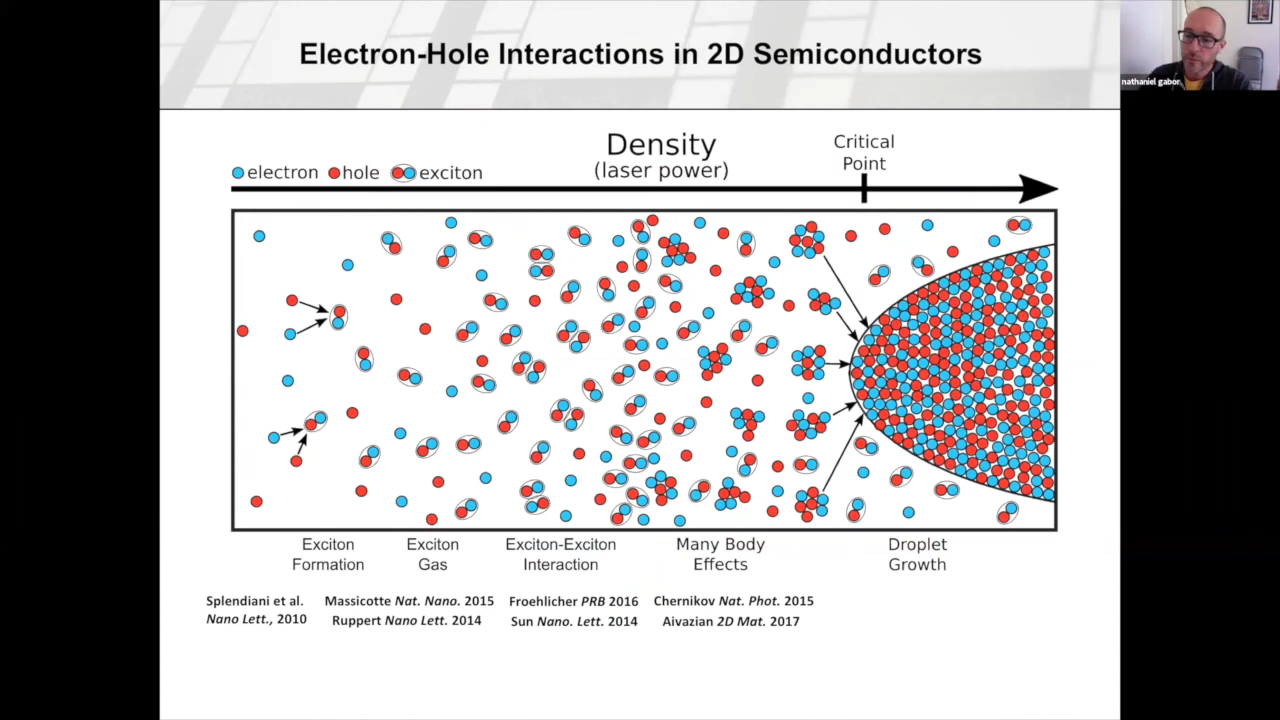 Electron-Hole Interactions in 2D Semiconductors
nathaniel gabor
Density
(laser power)
Critical
Point
electron hole exciton
Exciton
Formation
Exciton
Gas
Exciton-Exciton
Interaction
Many Body
Effects
Droplet
Growth
Splendiani et al.
Nano Lett., 2010
Massicotte Nat. Nano. 2015
Ruppert Nano Lett. 2014
Froehlicher PRB 2016
Sun Nano. Lett. 2014
Chernikov Nat. Phot. 2015
Aivazian 2D Mat. 2017